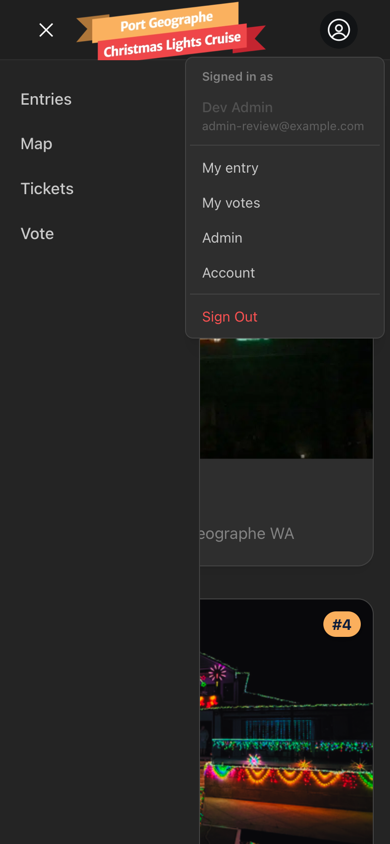 Port Geographe
Christmas Lights Cruise
Entries
Map
Tickets
Vote
Signed in as
Dev Admin
admin-review@example.com
My entry
My votes
Admin
Account
Sign Out
eographe WA
#4